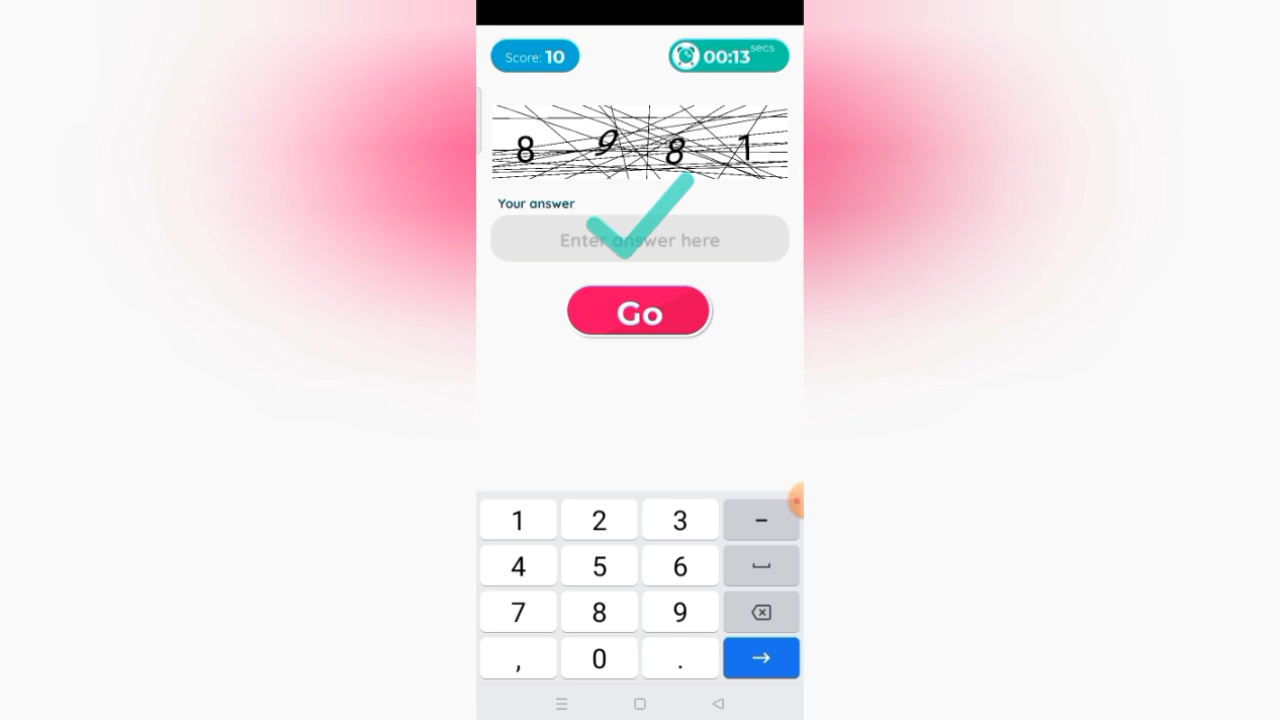 Score: 10
00:13 secs
8 9 8 1
Your answer
Enter answer here
Go
1 2 3 -
4 5 6
7 8 9
, 0 . →